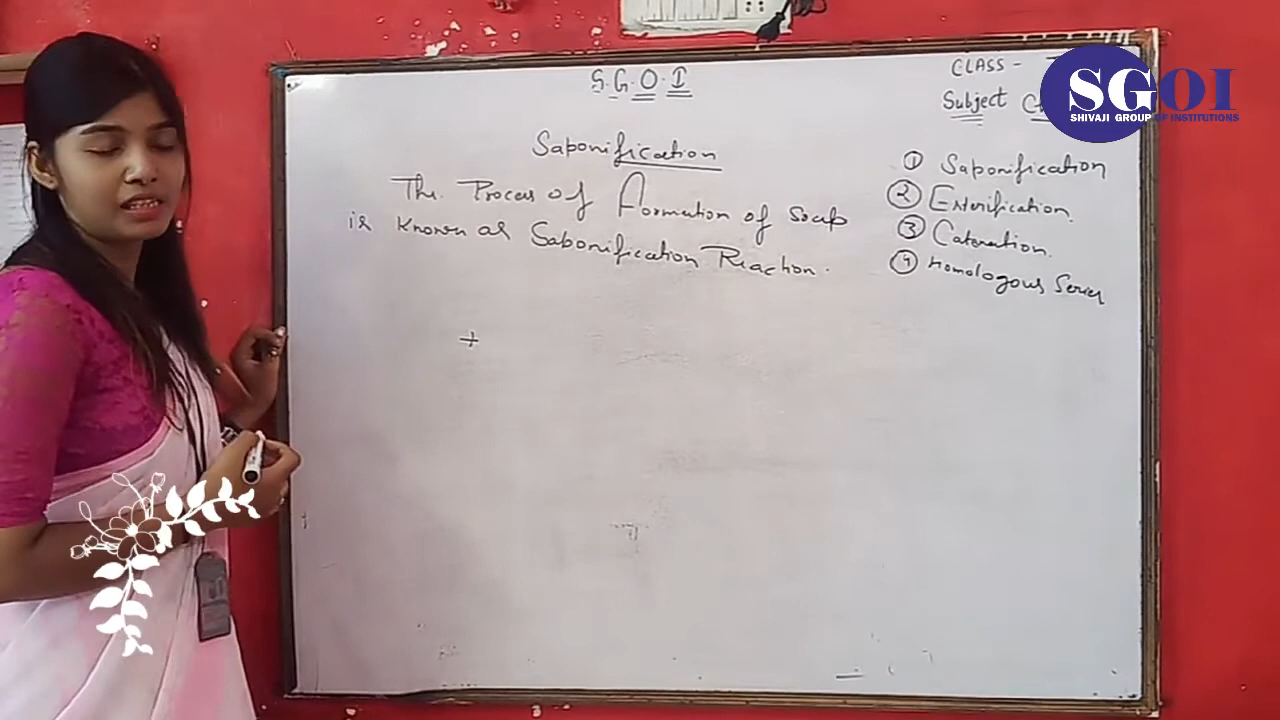 S.G.O.I
CLASS -
Subject
SGOI
SHIVAJI GROUP OF INSTITUTIONS
Saponification
The Process of Formation of Soap
is known as Saponification Reaction.
+
① Saponification
② Esterification.
③ Catenation.
④ Homologous Series